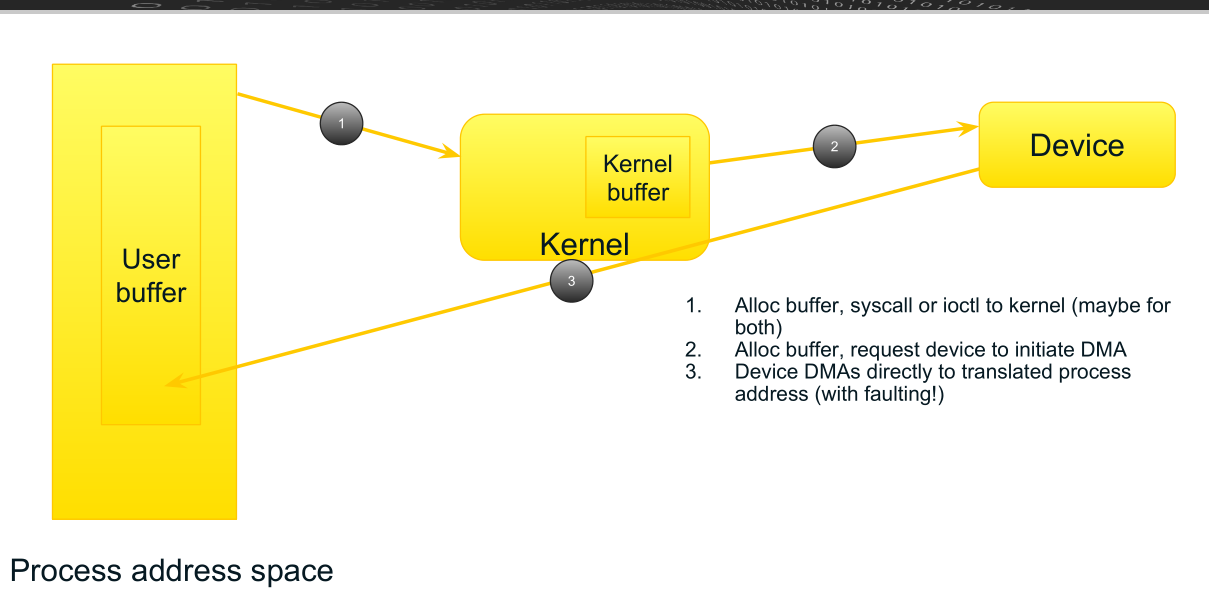 1
2
Device
Kernel
buffer
Kernel
User
buffer
3
1. Alloc buffer, syscall or ioctl to kernel (maybe for
both)
2. Alloc buffer, request device to initiate DMA
3. Device DMAs directly to translated process
address (with faulting!)
Process address space